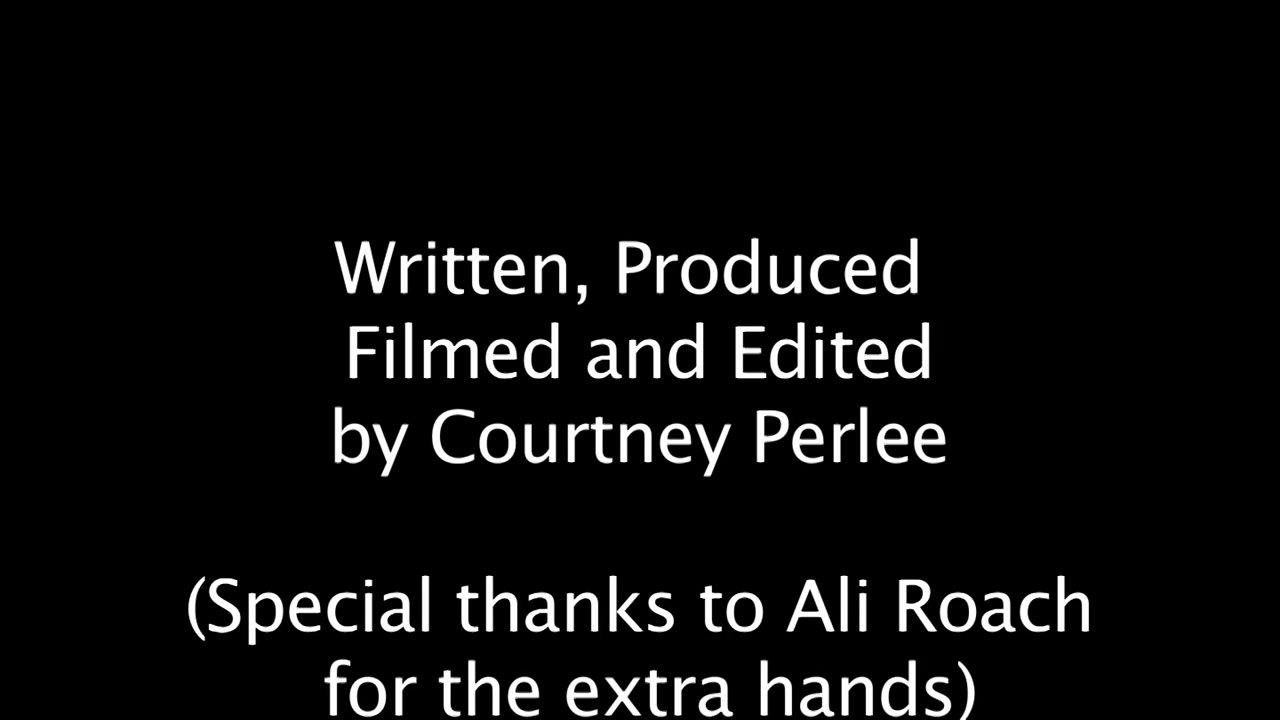 Written, Produced
Filmed and Edited
by Courtney Perlee
(Special thanks to Ali Roach
for the extra hands)